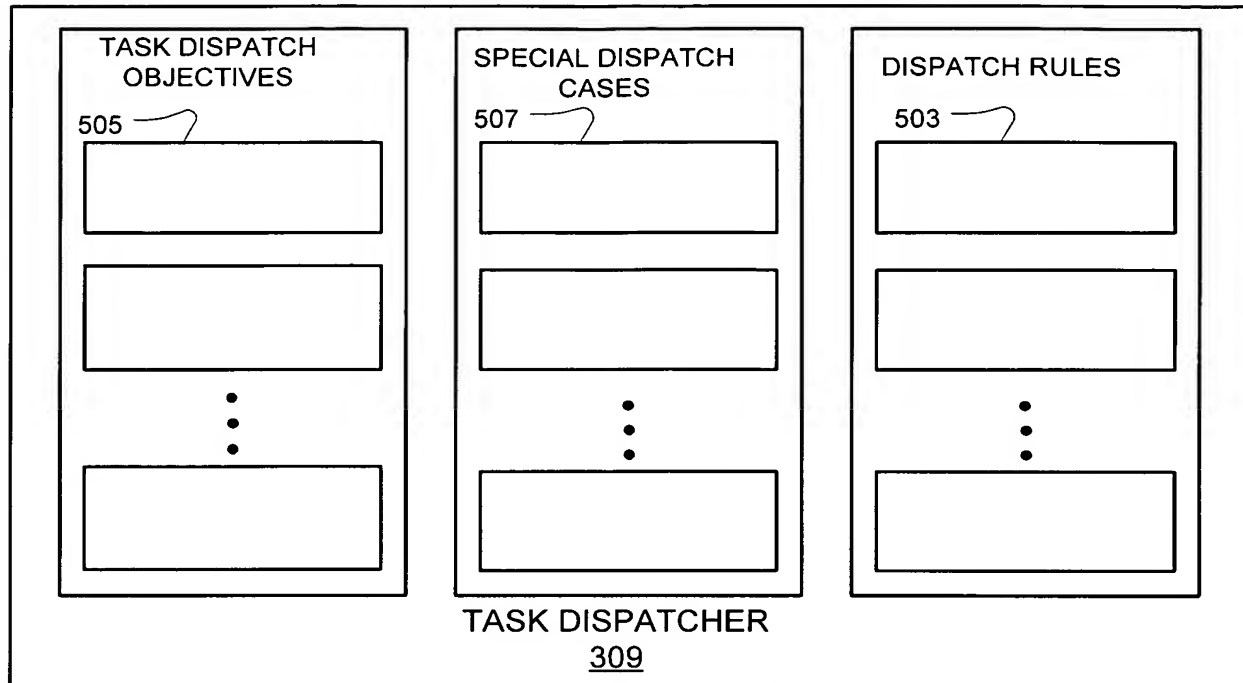 TASK DISPATCH
OBJECTIVES
505
SPECIAL DISPATCH
CASES
507
DISPATCH RULES
503
TASK DISPATCHER
309